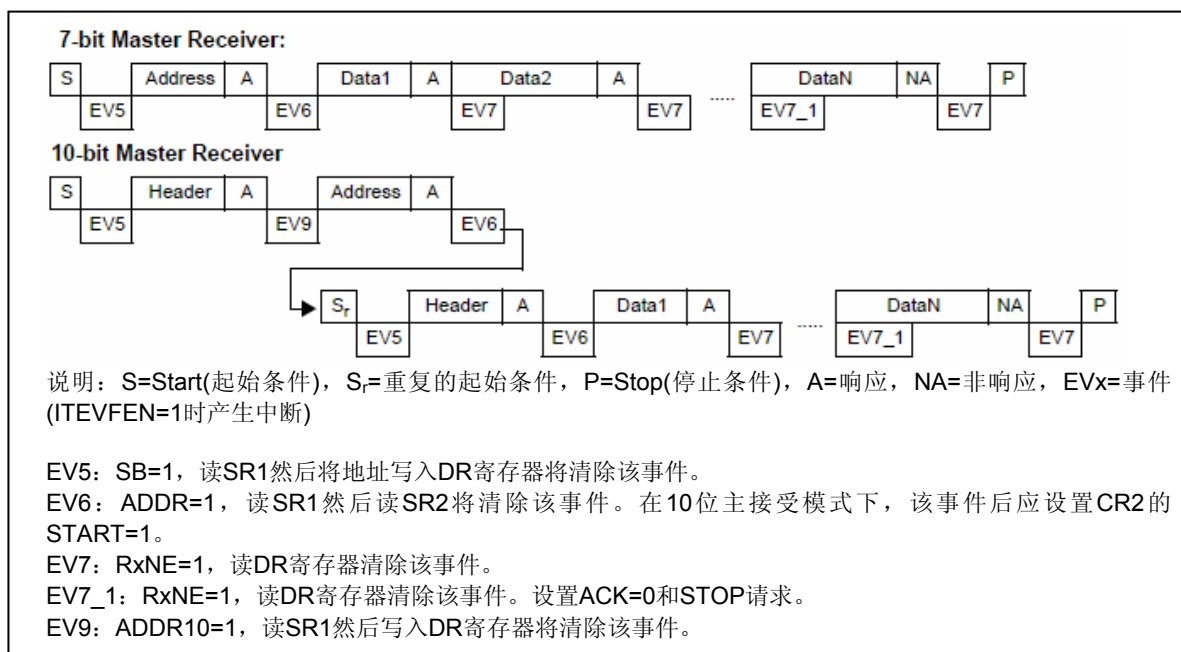 7-bit Master Receiver:
S Address A Data1 A Data2 A ..... DataN NA P
EV5 EV6 EV7 EV7 EV7_1 EV7
10-bit Master Receiver
S Header A Address A
EV5 EV9 EV6
Sr Header A Data1 A ..... DataN NA P
EV5 EV6 EV7 EV7_1 EV7
说明：S=Start(起始条件)，Sr=重复的起始条件，P=Stop(停止条件)，A=响应，NA=非响应，EVx=事件
(ITEVFEN=1时产生中断)
EV5：SB=1，读SR1然后将地址写入DR寄存器将清除该事件。
EV6：ADDR=1，读SR1然后读SR2将清除该事件。在10位主接受模式下，该事件后应设置CR2的
START=1。
EV7：RxNE=1，读DR寄存器清除该事件。
EV7_1：RxNE=1，读DR寄存器清除该事件。设置ACK=0和STOP请求。
EV9：ADDR10=1，读SR1然后写入DR寄存器将清除该事件。